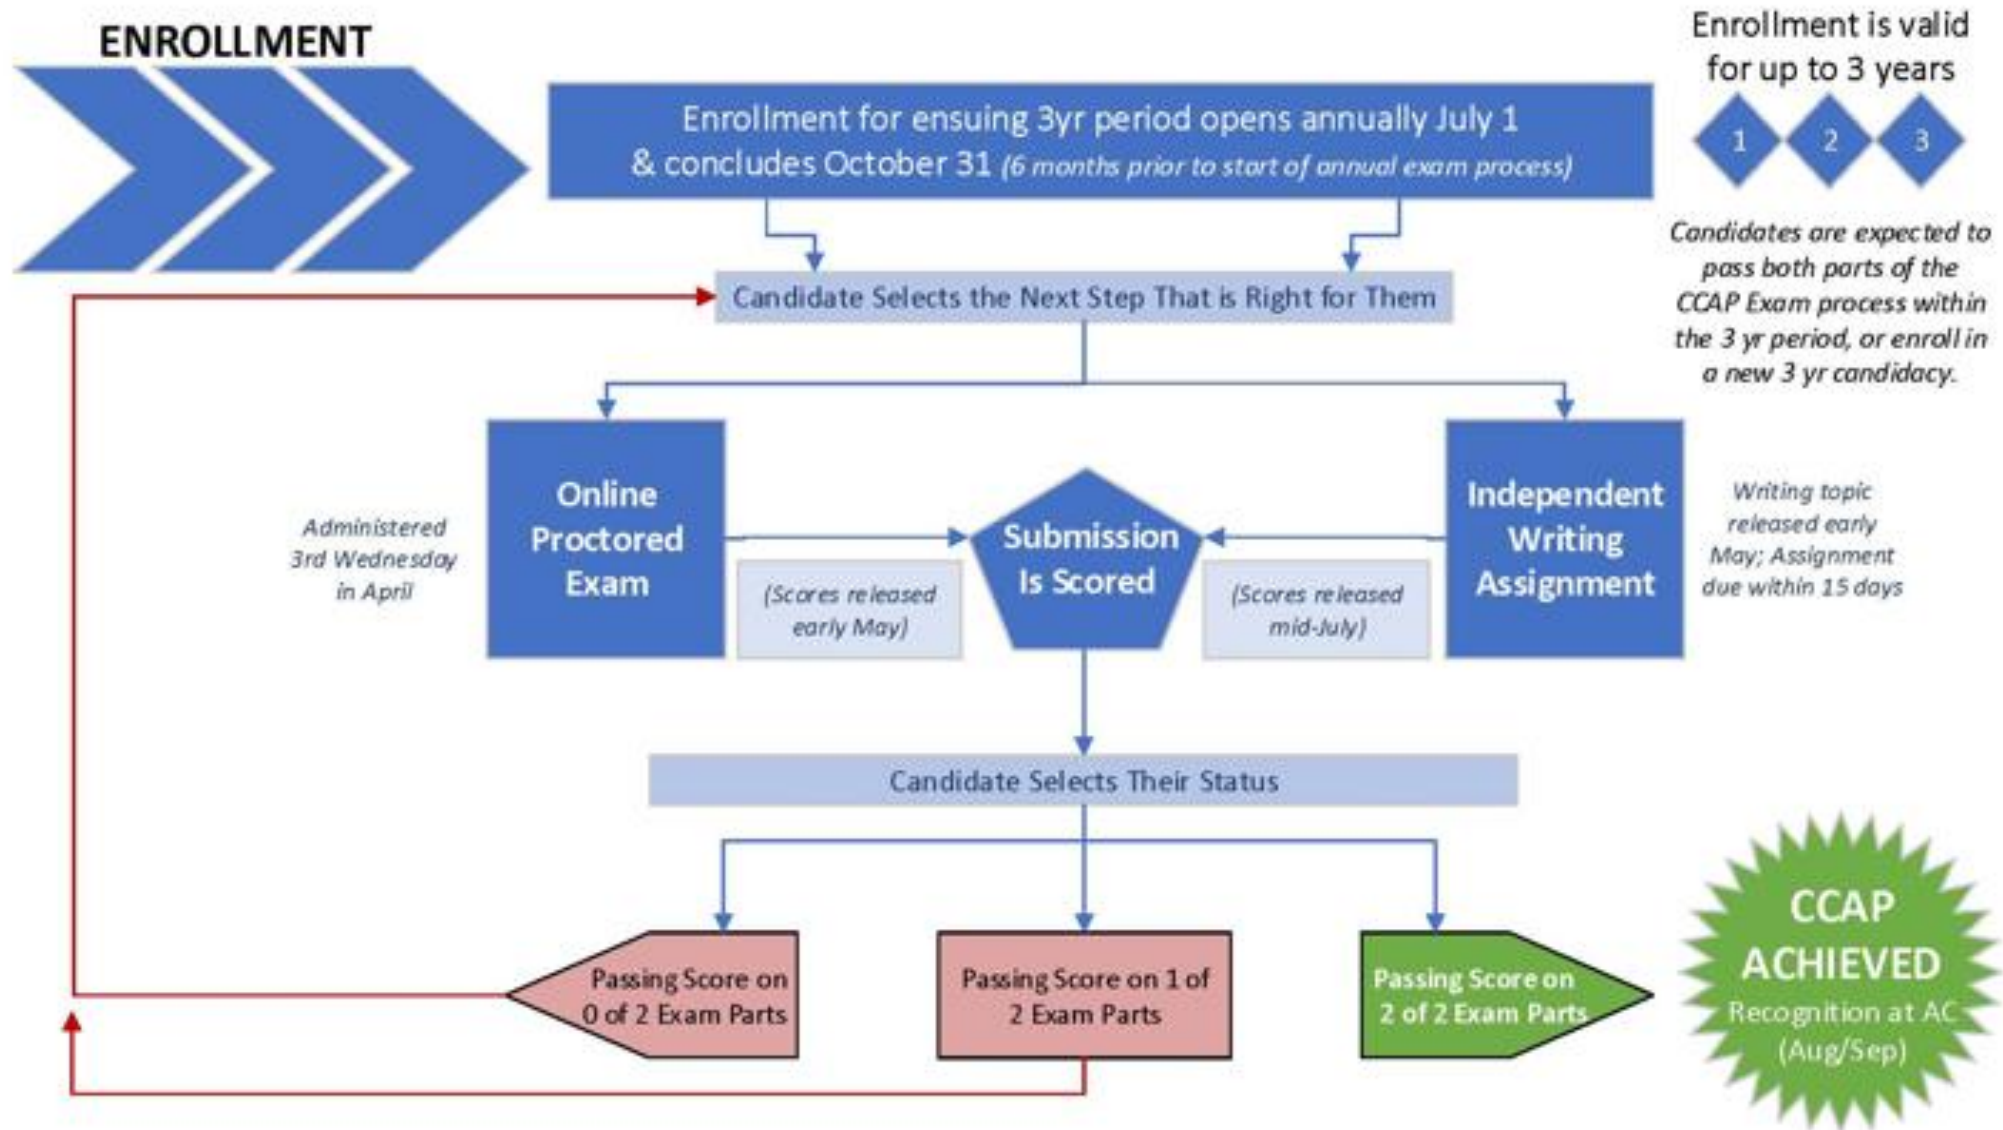 ENROLLMENT
Enrollment for ensuing 3yr period opens annually July 1
& concludes October 31 (6 months prior to start of annual exam process)
Enrollment is valid
for up to 3 years
1 2 3
Candidates are expected to
pass both parts of the
CCAP Exam process within
the 3 yr period, or enroll in
a new 3 yr candidacy.
Candidate Selects the Next Step That is Right for Them
Administered
3rd Wednesday
in April
Online
Proctored
Exam
(Scores released
early May)
Submission
Is Scored
(Scores released
mid-July)
Independent
Writing
Assignment
Writing topic
released early
May; Assignment
due within 15 days
Candidate Selects Their Status
Passing Score on
0 of 2 Exam Parts
Passing Score on 1 of
2 Exam Parts
Passing Score on
2 of 2 Exam Parts
CCAP
ACHIEVED
Recognition at AC
(Aug/Sep)